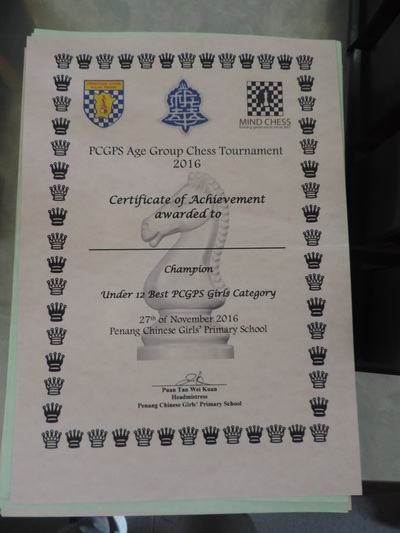 MIND CHESS
PCGPS Age Group Chess Tournament
2016
Certificate of Achievement
awarded to
Champion
Under 12 Best PCGPS Girls Category
27th of November 2016
Penang Chinese Girls' Primary School
Puan Tan Wei Kuan
Headmistress
Penang Chinese Girls' Primary School